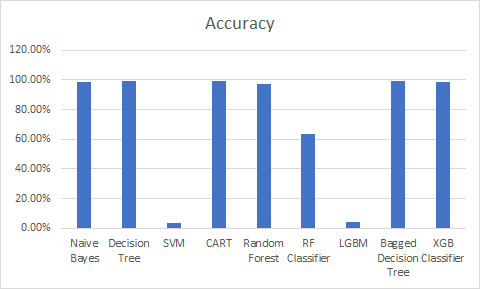 Accuracy
120.00%
100.00%
80.00%
60.00%
40.00%
20.00%
0.00%
Naive Decision SVM CART Random RF LGBM Bagged XGB
Bayes Tree Forest Classifier Decision Classifier
Tree